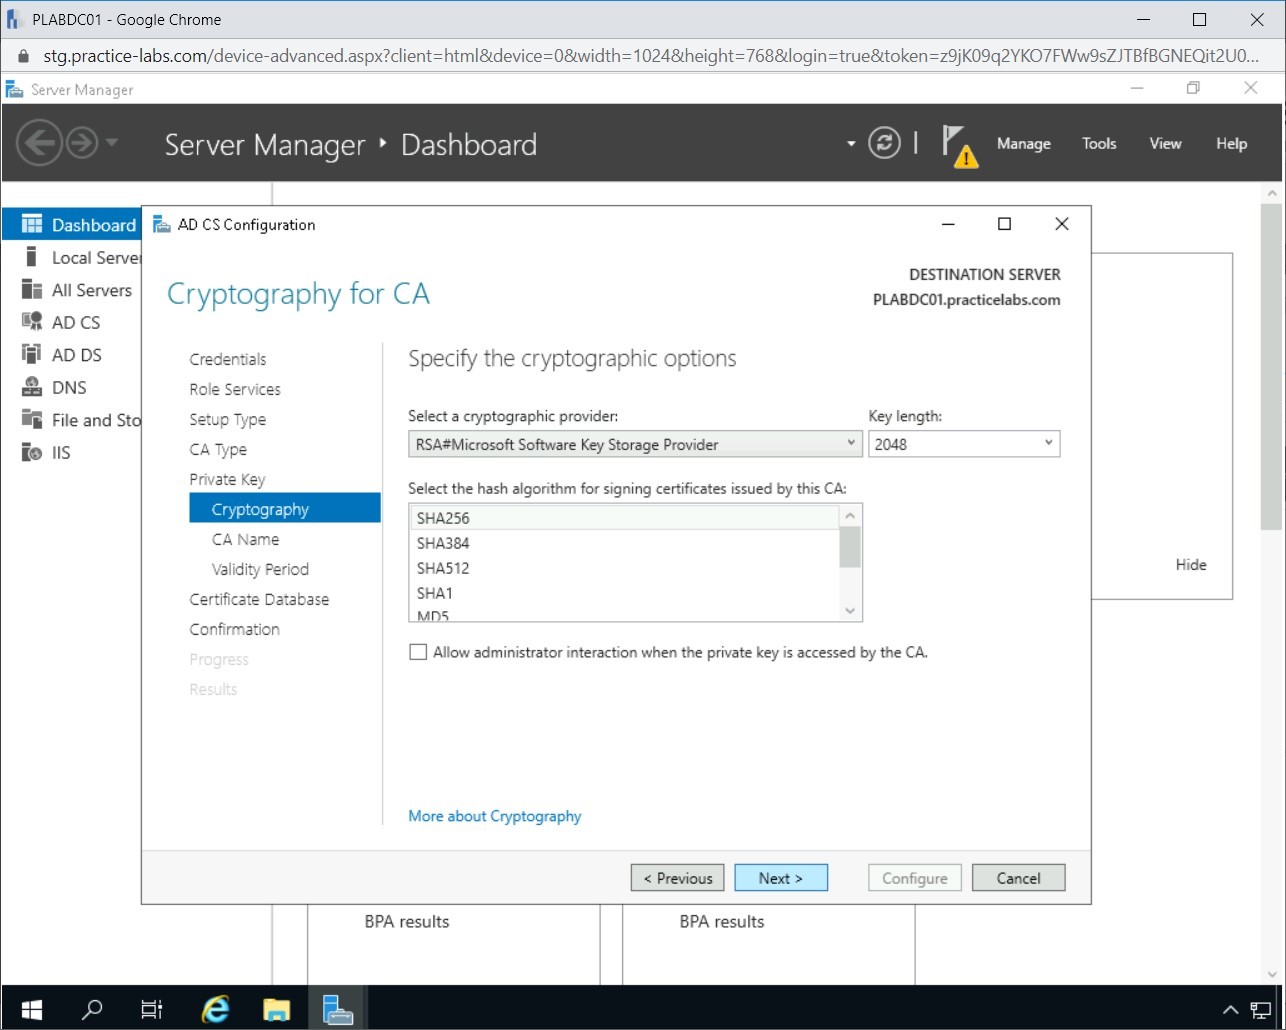 PLABDC01 - Google Chrome
stg.practice-labs.com/device-advanced.aspx?client=html&device=0&width=1024&height=768&login=true&token=z9jK09q2YKO7FWw9sZJTBfBGNEQit2U0...
Server Manager
Server Manager ‣ Dashboard
Manage Tools View Help
Dashboard
Local Server
All Servers
AD CS
AD DS
DNS
File and Sto
IIS
AD CS Configuration
Cryptography for CA
DESTINATION SERVER
PLABDC01.practicelabs.com
Credentials
Role Services
Setup Type
CA Type
Private Key
Cryptography
CA Name
Validity Period
Certificate Database
Confirmation
Progress
Results
Specify the cryptographic options
Select a cryptographic provider:
Key length:
RSA#Microsoft Software Key Storage Provider
2048
Select the hash algorithm for signing certificates issued by this CA:
SHA256
SHA384
SHA512
SHA1
MD5
Allow administrator interaction when the private key is accessed by the CA.
More about Cryptography
< Previous
Next >
Configure
Cancel
Hide
BPA results
BPA results